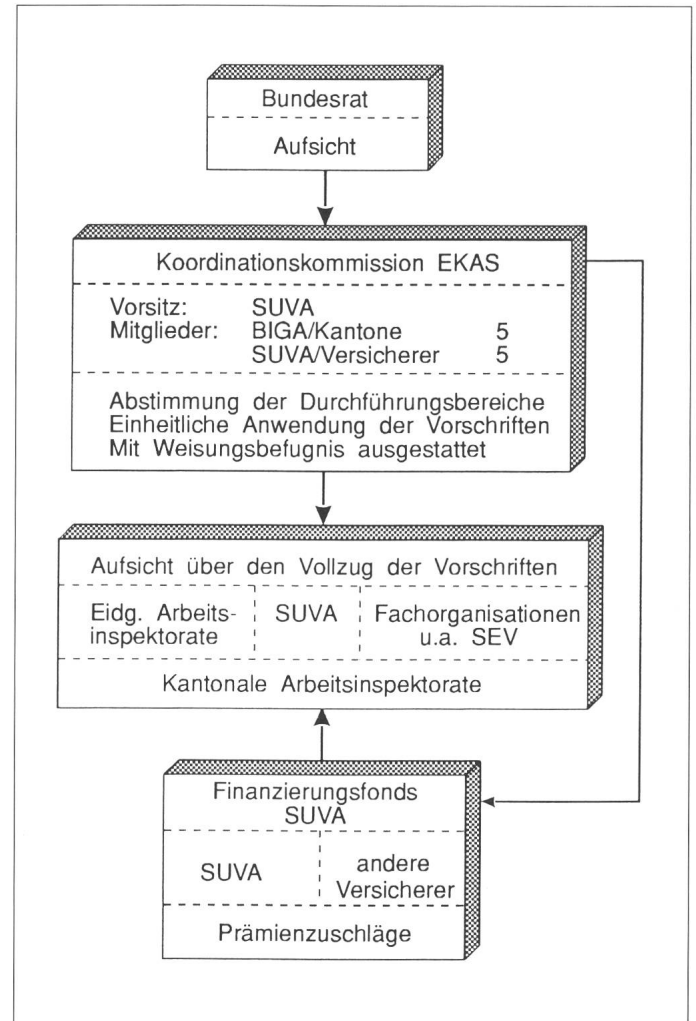 Bundesrat
Aufsicht
Koordinationskommission EKAS
Vorsitz: SUVA
Mitglieder: BIGA/Kantone 5
SUVA/Versicherer 5
Abstimmung der Durchführungsbereiche
Einheitliche Anwendung der Vorschriften
Mit Weisungsbefugnis ausgestattet
Aufsicht über den Vollzug der Vorschriften
Eidg. Arbeits-
inspektorate
SUVA
Fachorganisationen
u.a. SEV
Kantonale Arbeitsinspektorate
Finanzierungsfonds
SUVA
SUVA
andere
Versicherer
Prämienzuschläge